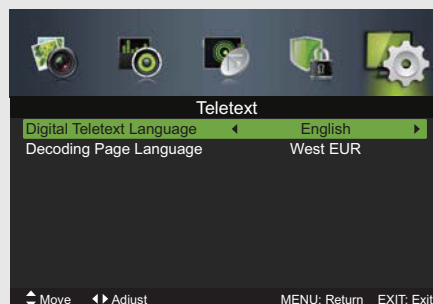 Teletext
Digital Teletext Language English
Decoding Page Language West EUR
Move Adjust MENU: Return EXIT: Exit